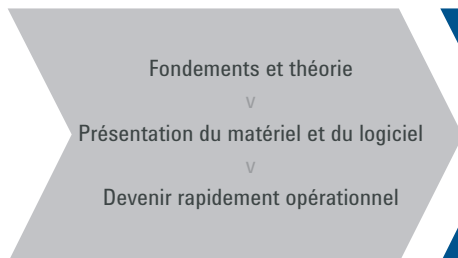 Fondements et théorie
v
Présentation du matériel et du logiciel
v
Devenir rapidement opérationnel